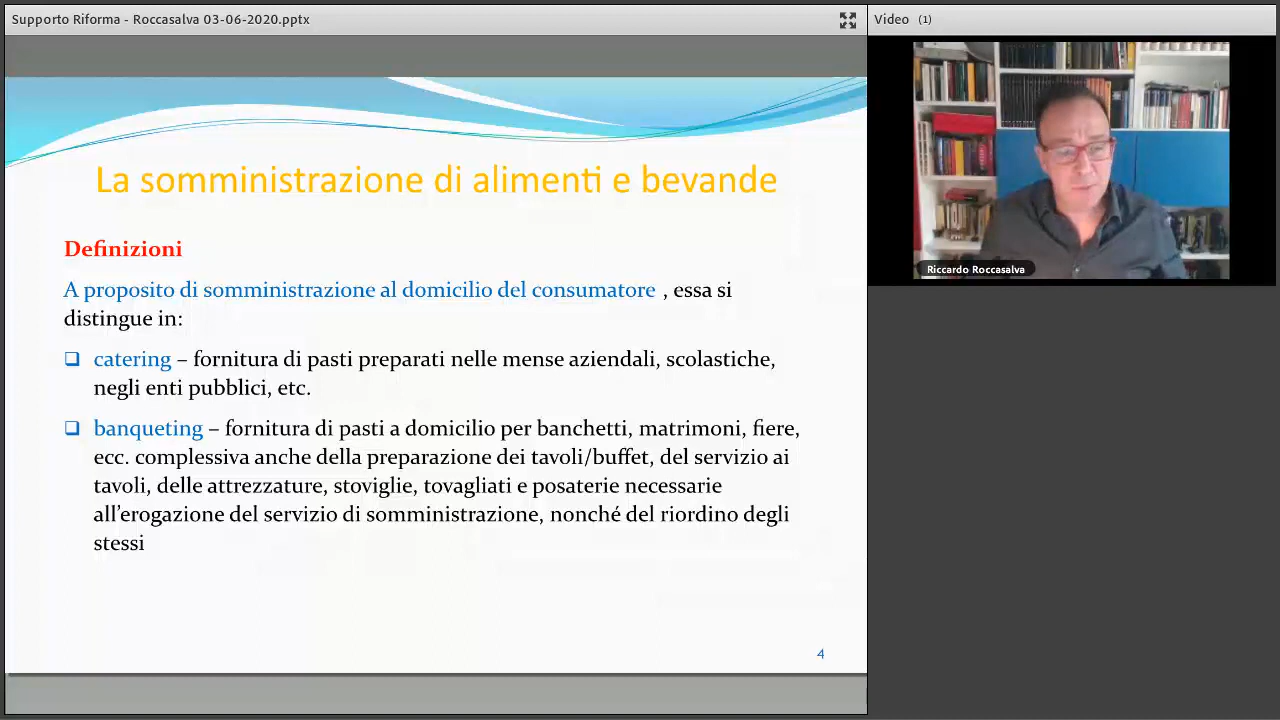 Supporto Riforma - Roccasalva 03-06-2020.pptx
Video (1)
La somministrazione di alimenti e bevande
Definizioni
A proposito di somministrazione al domicilio del consumatore , essa si
distingue in:
catering – fornitura di pasti preparati nelle mense aziendali, scolastiche,
negli enti pubblici, etc.
banqueting – fornitura di pasti a domicilio per banchetti, matrimoni, fiere,
ecc. complessiva anche della preparazione dei tavoli/buffet, del servizio ai
tavoli, delle attrezzature, stoviglie, tovagliati e posaterie necessarie
all’erogazione del servizio di somministrazione, nonché del riordino degli
stessi
4
Riccardo Roccasalva